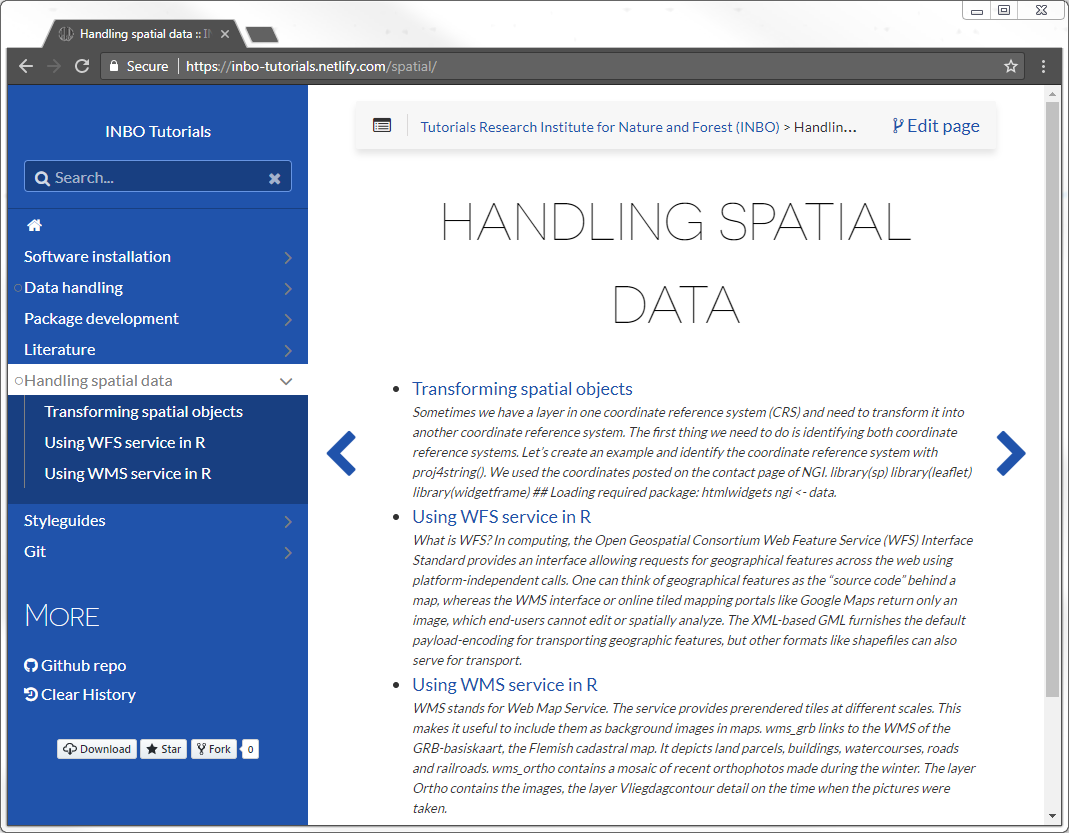 Handling spatial data :: IN
Secure
https://inbo-tutorials.netlify.com/spatial/
INBO Tutorials
Search...
Software installation
Data handling
Package development
Literature
Handling spatial data
Transforming spatial objects
Using WFS service in R
Using WMS service in R
Styleguides
Git
More
Github repo
Clear History
Download
Star
Fork
0
Tutorials Research Institute for Nature and Forest (INBO) > Handlin...
Edit page
HANDLING SPATIAL
DATA
Transforming spatial objects
Sometimes we have a layer in one coordinate reference system (CRS) and need to transform it into
another coordinate reference system. The first thing we need to do is identifying both coordinate
reference systems. Let's create an example and identify the coordinate reference system with
proj4string(). We used the coordinates posted on the contact page of NGI. library(sp) library(leaflet)
library(widgetframe) ## Loading required package: htmlwidgets ngi <- data.
Using WFS service in R
What is WFS? In computing, the Open Geospatial Consortium Web Feature Service (WFS) Interface
Standard provides an interface allowing requests for geographical features across the web using
platform-independent calls. One can think of geographical features as the “source code” behind a
map, whereas the WMS interface or online tiled mapping portals like Google Maps return only an
image, which end-users cannot edit or spatially analyze. The XML-based GML furnishes the default
payload-encoding for transporting geographic features, but other formats like shapefiles can also
serve for transport.
Using WMS service in R
WMS stands for Web Map Service. The service provides prerendered tiles at different scales. This
makes it useful to include them as background images in maps. wms_grb links to the WMS of the
GRB-basiskaart, the Flemish cadastral map. It depicts land parcels, buildings, watercourses, roads
and railroads. wms_ortho contains a mosaic of recent orthophotos made during the winter. The layer
Ortho contains the images, the layer Vliegdagcontour detail on the time when the pictures were
taken.